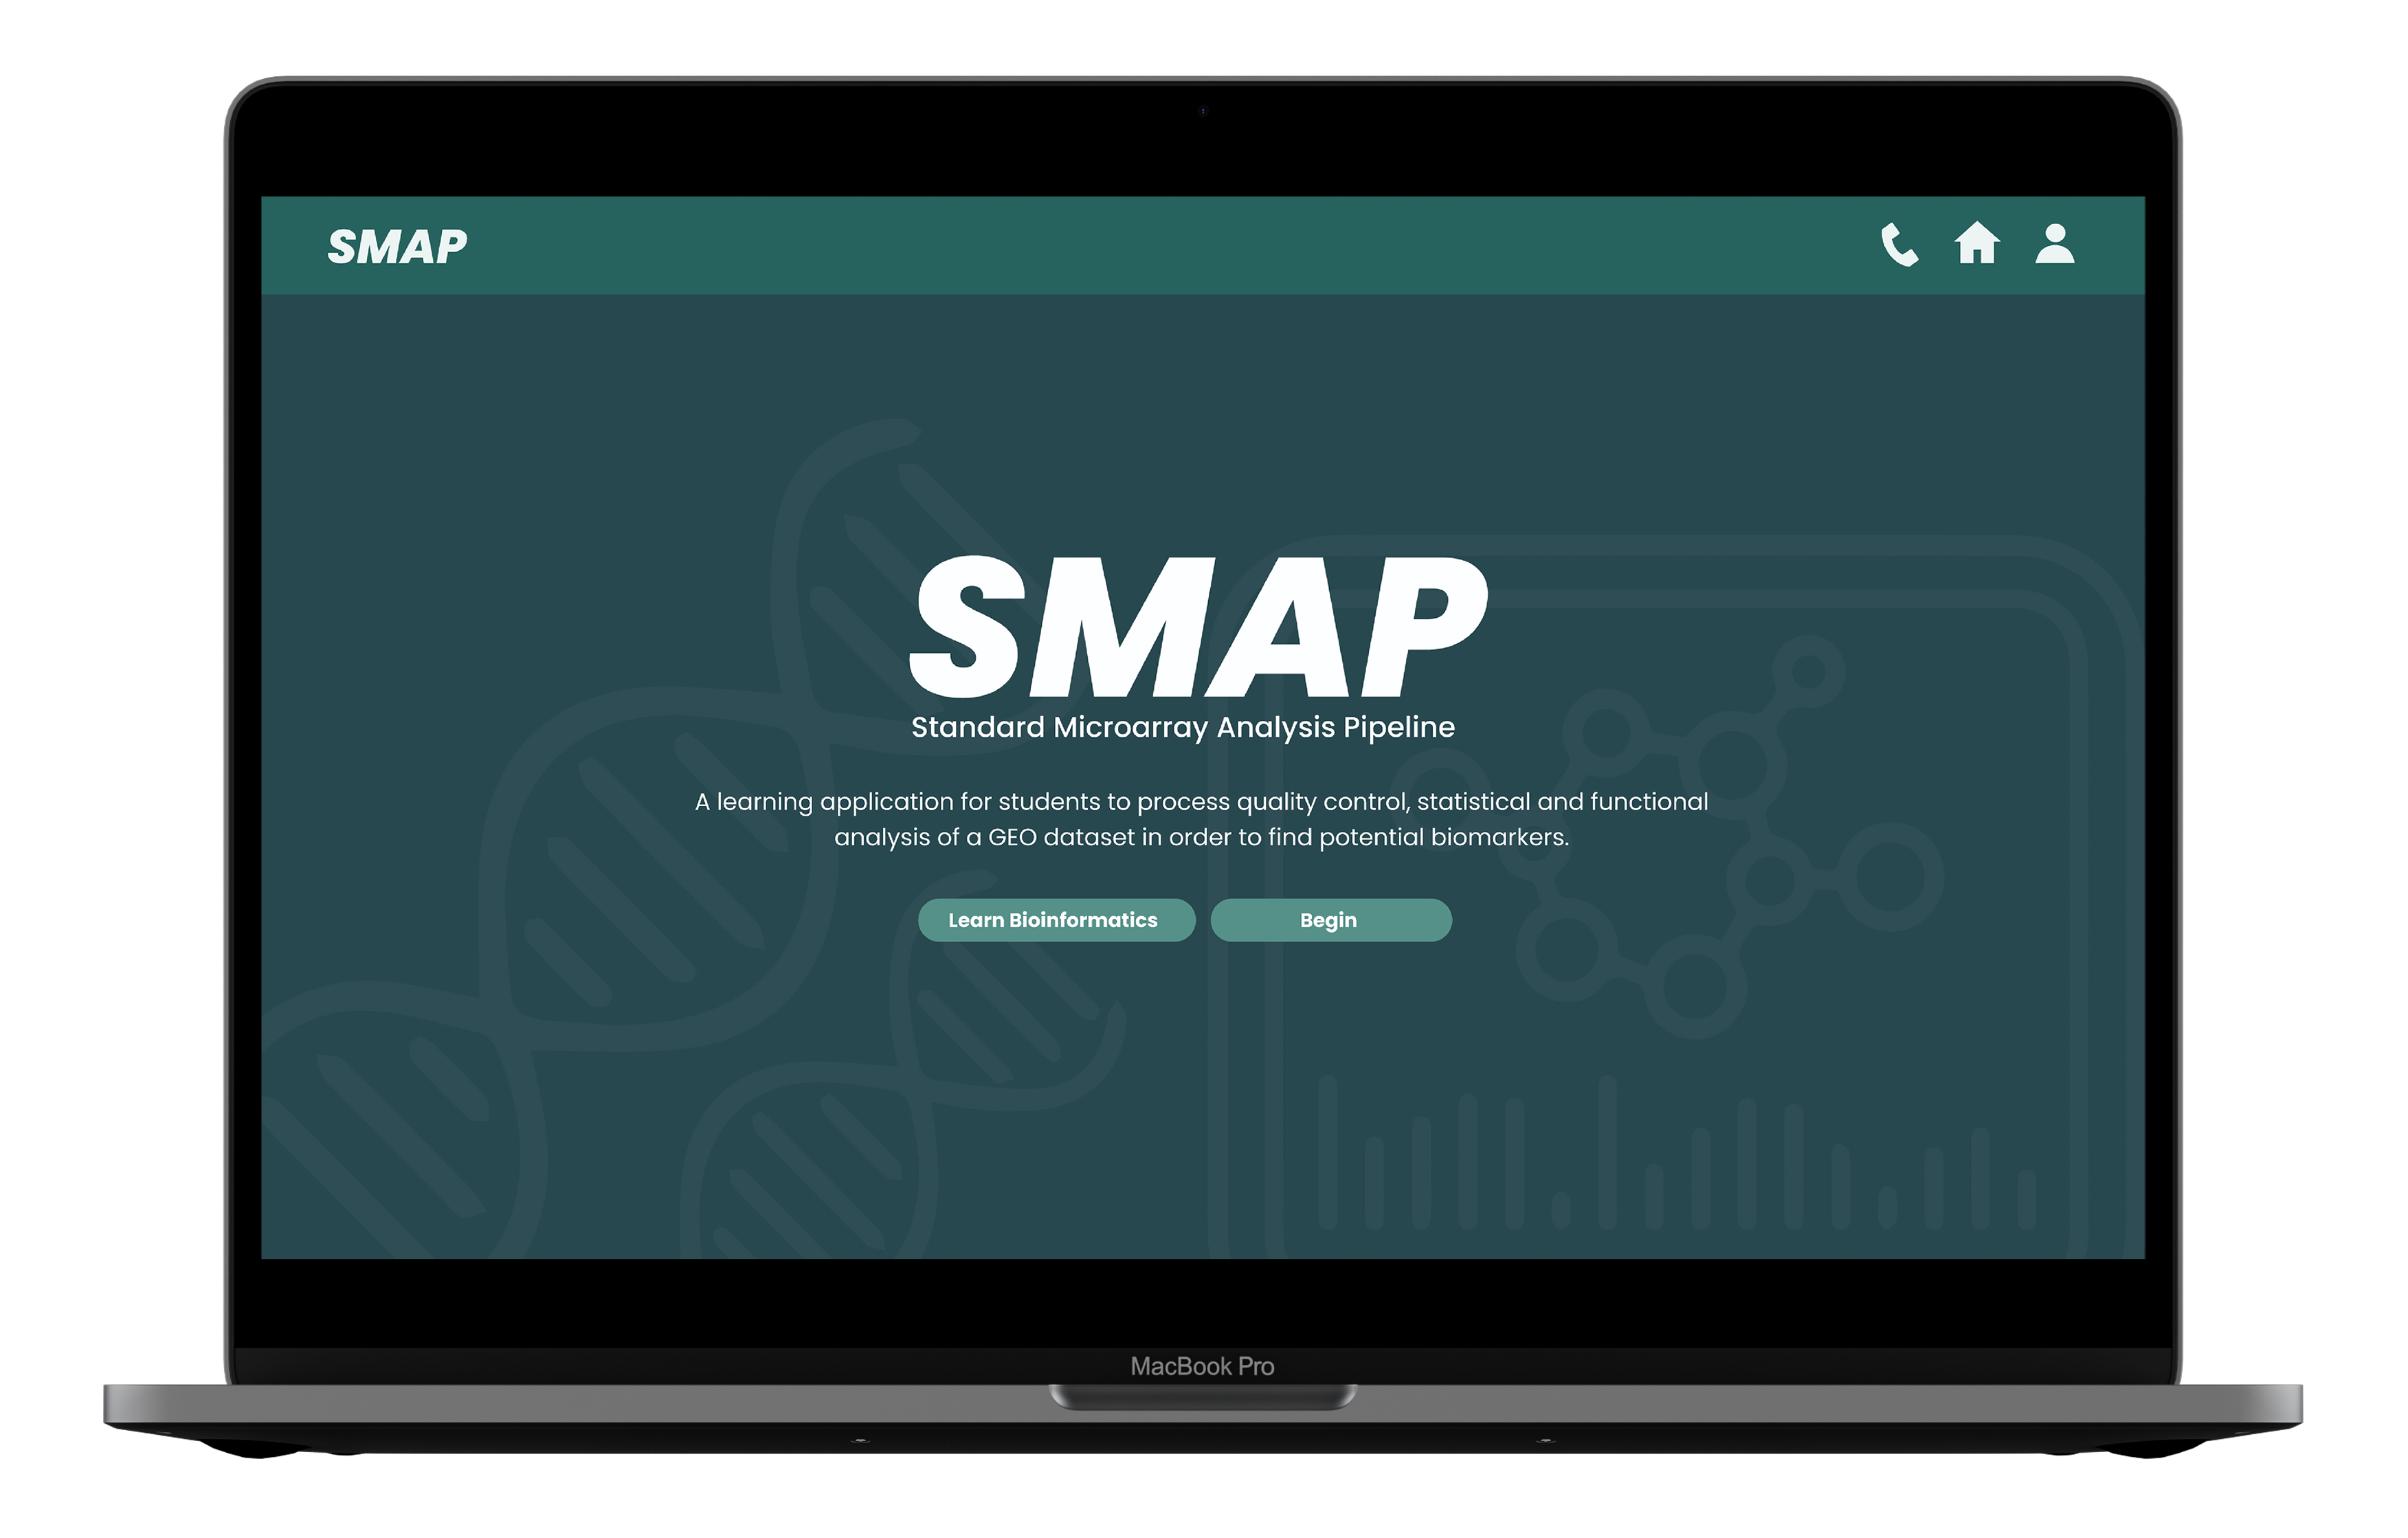 SMAP
SMAP
Standard Microarray Analysis Pipeline
A learning application for students to process quality control, statistical and functional
analysis of a GEO dataset in order to find potential biomarkers.
Learn Bioinformatics
Begin
MacBook Pro